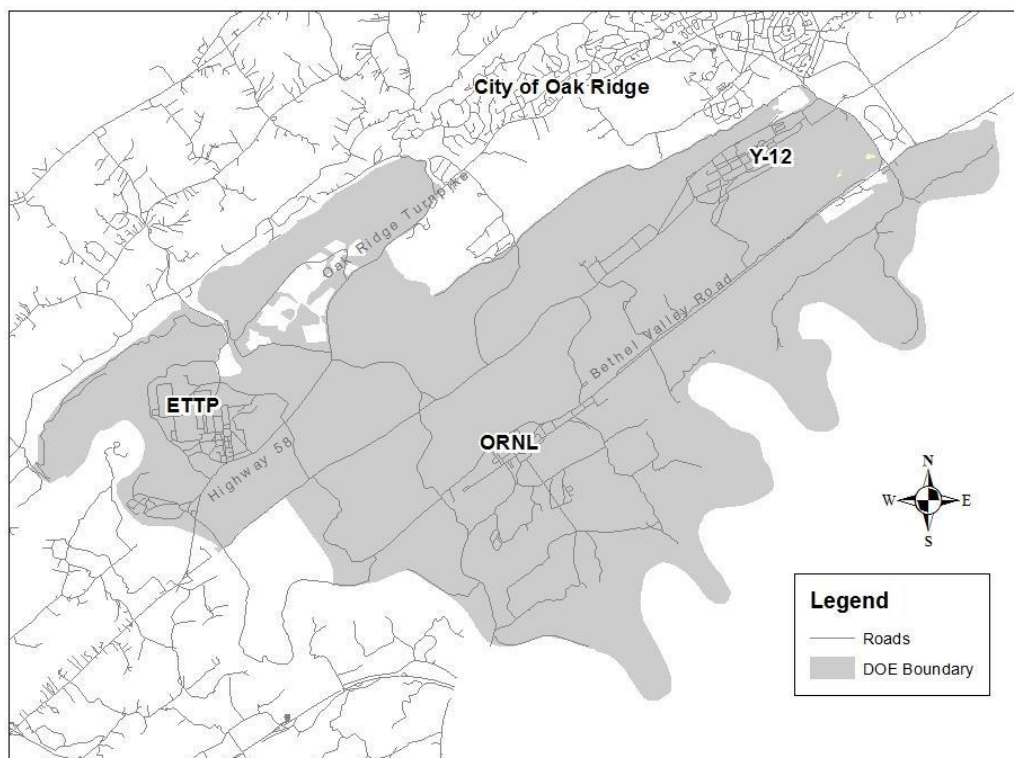 City of Oak Ridge
Y-12
Oak Ridge Turnpike
Bethel Valley Road
ETTP
ORNL
Highway 58
N
W E
S
Legend
Roads
DOE Boundary